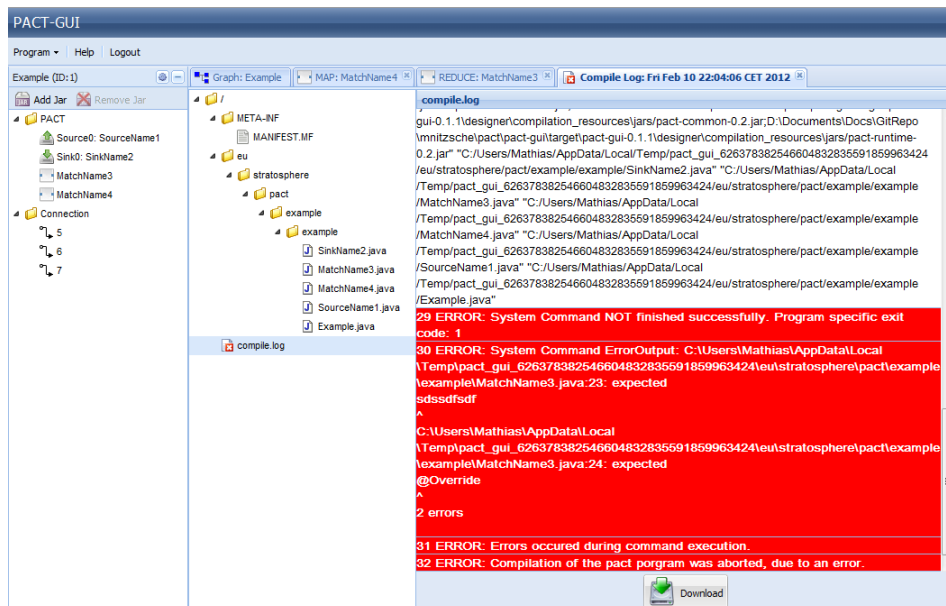 PACT-GUI
Program Help Logout
Example (ID:1)
Graph: Example
MAP: MatchName4
REDUCE: MatchName3
Compile Log: Fri Feb 10 22:04:06 CET 2012
Add Jar Remove Jar
PACT
Source0: SourceName1
Sink0: SinkName2
MatchName3
MatchName4
Connection
5
6
7
/
META-INF
MANIFEST.MF
eu
stratosphere
pact
example
example
SinkName2.java
MatchName3.java
MatchName4.java
SourceName1.java
Example.java
compile.log
compile.log
gui-0.1.1\designer\compilation_resources\jars/pact-common-0.2.jar;D:\Documents\Docs\GitRepo
\mnitzsche\pact\pact-gui\target\pact-gui-0.1.1\designer\compilation_resources\jars/pact-runtime-
0.2.jar" "C:/Users/Mathias/AppData/Local/Temp/pact_gui_6263783825466048328355918599​63424
/eu/stratosphere/pact/example/example/SinkName2.java" "C:/Users/Mathias/AppData/Local
/Temp/pact_gui_626378382546604832835591859963424/eu/stratosphere/pact/example/example
/MatchName3.java" "C:/Users/Mathias/AppData/Local
/Temp/pact_gui_626378382546604832835591859963424/eu/stratosphere/pact/example/example
/MatchName4.java" "C:/Users/Mathias/AppData/Local
/Temp/pact_gui_626378382546604832835591859963424/eu/stratosphere/pact/example/example
/SourceName1.java" "C:/Users/Mathias/AppData/Local
/Temp/pact_gui_626378382546604832835591859963424/eu/stratosphere/pact/example/example
/Example.java"
29 ERROR: System Command NOT finished successfully. Program specific exit
code: 1
30 ERROR: System Command ErrorOutput: C:\Users\Mathias\AppData\Local
\Temp\pact_gui_626378382546604832835591859963424\eu\stratosphere\pact\example
\example\MatchName3.java:23: expected
sdssdfsdf
^
C:\Users\Mathias\AppData\Local
\Temp\pact_gui_626378382546604832835591859963424\eu\stratosphere\pact\example
\example\MatchName3.java:24: expected
@Override
^
2 errors
31 ERROR: Errors occured during command execution.
32 ERROR: Compilation of the pact porgram was aborted, due to an error.
Download